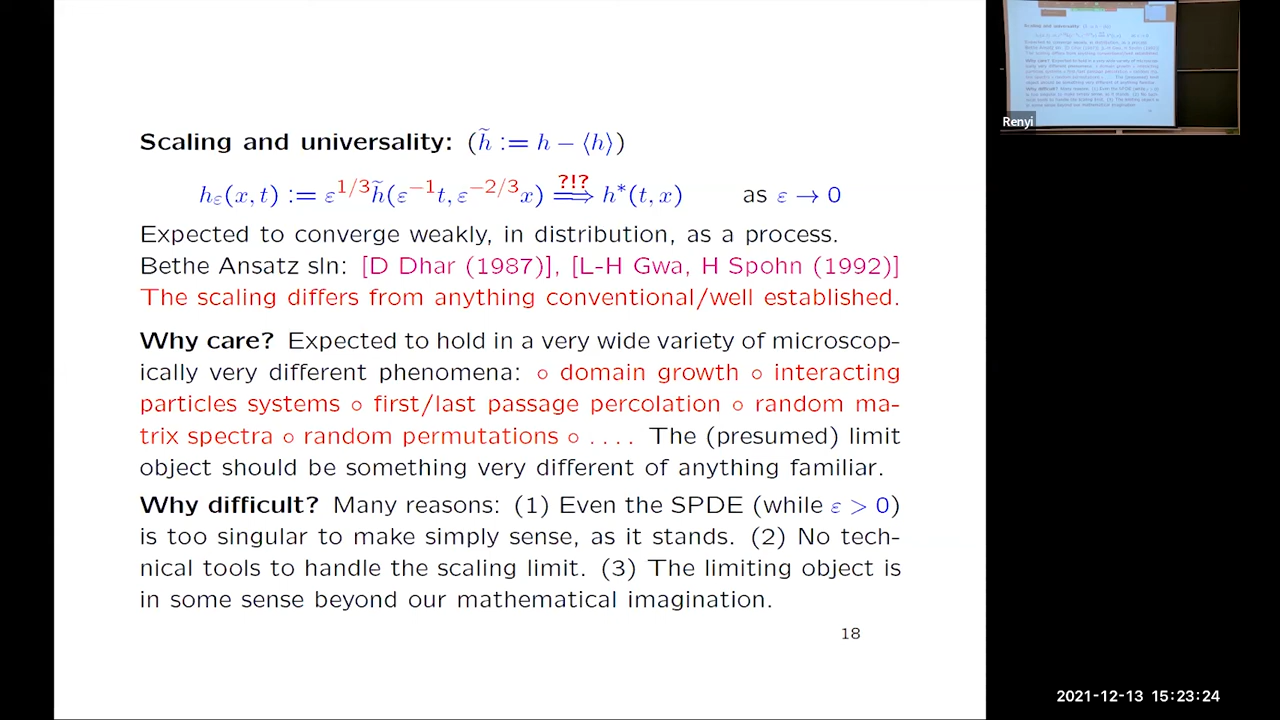 Scaling and universality: (h̃ := h − ⟨h⟩)
hε(x, t) := ε^1/3 h̃(ε^−1 t, ε^−2/3 x) ?!?⟹ h*(t, x) as ε → 0
Expected to converge weakly, in distribution, as a process.
Bethe Ansatz sln: [D Dhar (1987)], [L-H Gwa, H Spohn (1992)]
The scaling differs from anything conventional/well established.
Why care? Expected to hold in a very wide variety of microscop-
ically very different phenomena: ∘ domain growth ∘ interacting
particles systems ∘ first/last passage percolation ∘ random ma-
trix spectra ∘ random permutations ∘ .... The (presumed) limit
object should be something very different of anything familiar.
Why difficult? Many reasons: (1) Even the SPDE (while ε > 0)
is too singular to make simply sense, as it stands. (2) No tech-
nical tools to handle the scaling limit. (3) The limiting object is
in some sense beyond our mathematical imagination.
18
Renyi
2021-12-13 15:23:24